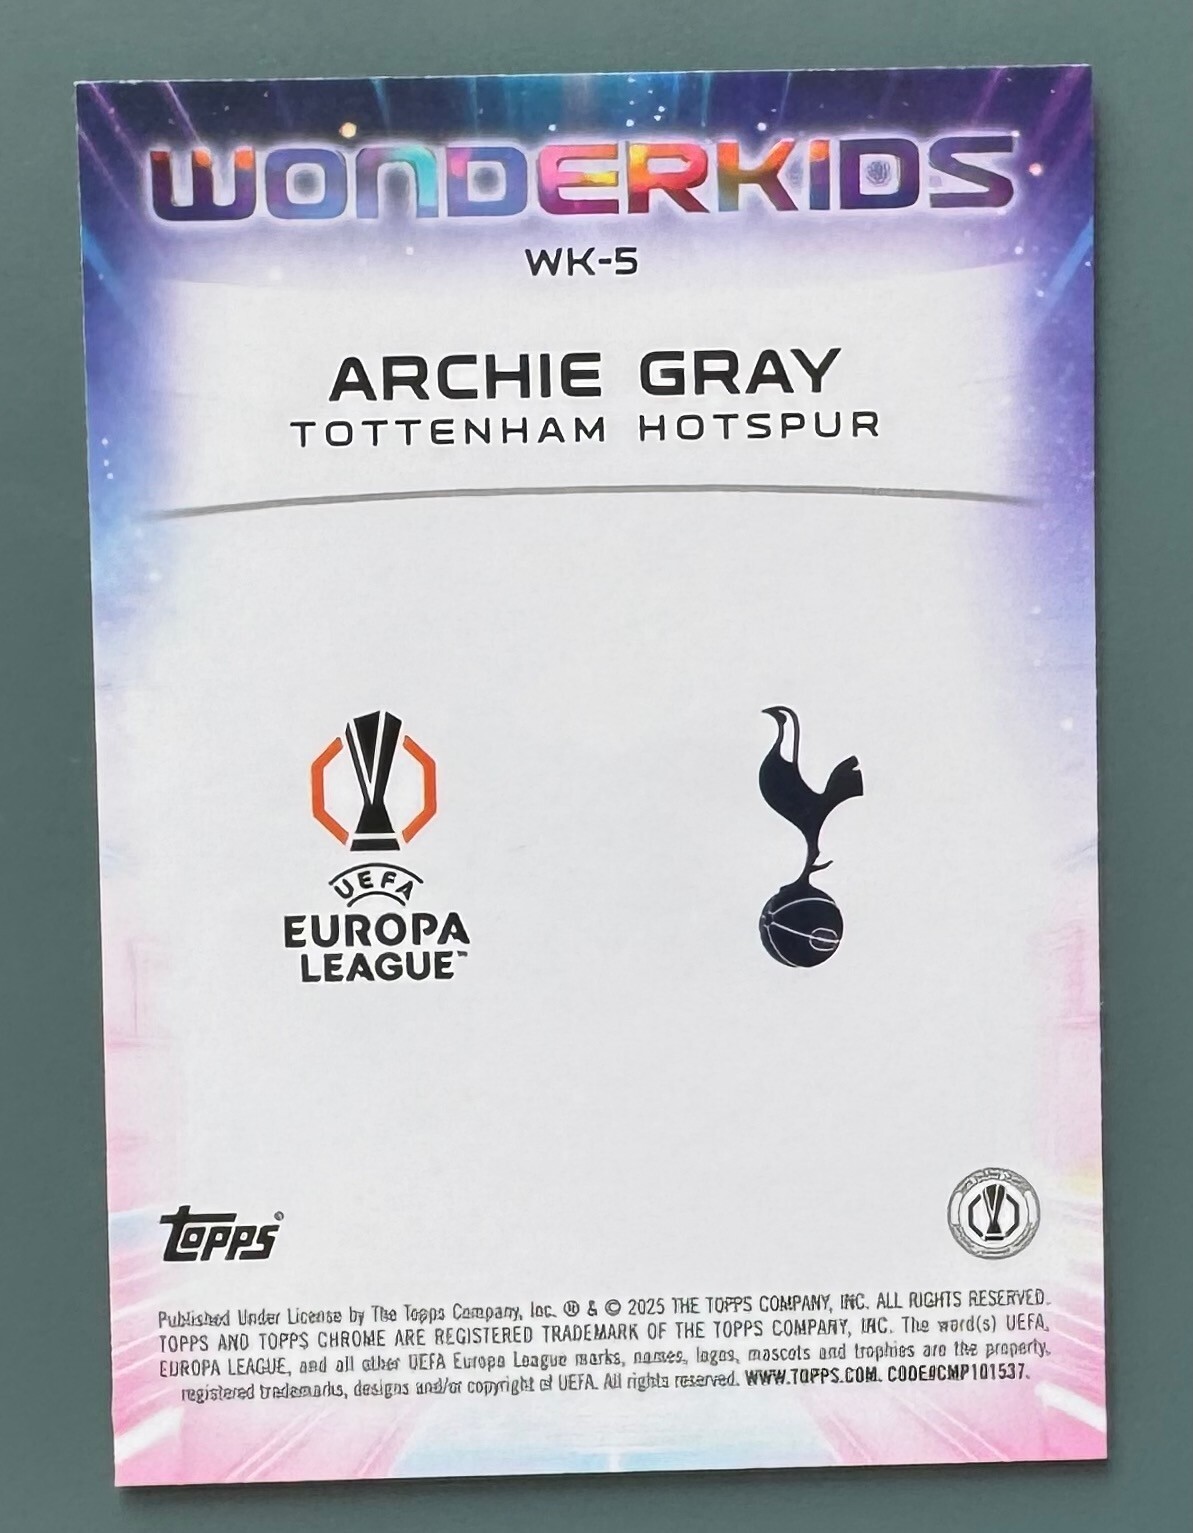 WONDERKIDS
WK-5
ARCHIE GRAY
TOTTENHAM HOTSPUR
UEFA
EUROPA
LEAGUE™
TOPPS®
Published Under License by The Topps Company, Inc. ® & © 2025 THE TOPPS COMPANY, INC. ALL RIGHTS RESERVED.
TOPPS AND TOPPS CHROME ARE REGISTERED TRADEMARK OF THE TOPPS COMPANY, INC. The word(s) UEFA,
EUROPA LEAGUE, and all other UEFA Europa League marks, names, logos, mascots and trophies are the property,
registered trademarks, designs and/or copyright of UEFA. All rights reserved. WWW.TOPPS.COM. CODE#CMP101537.